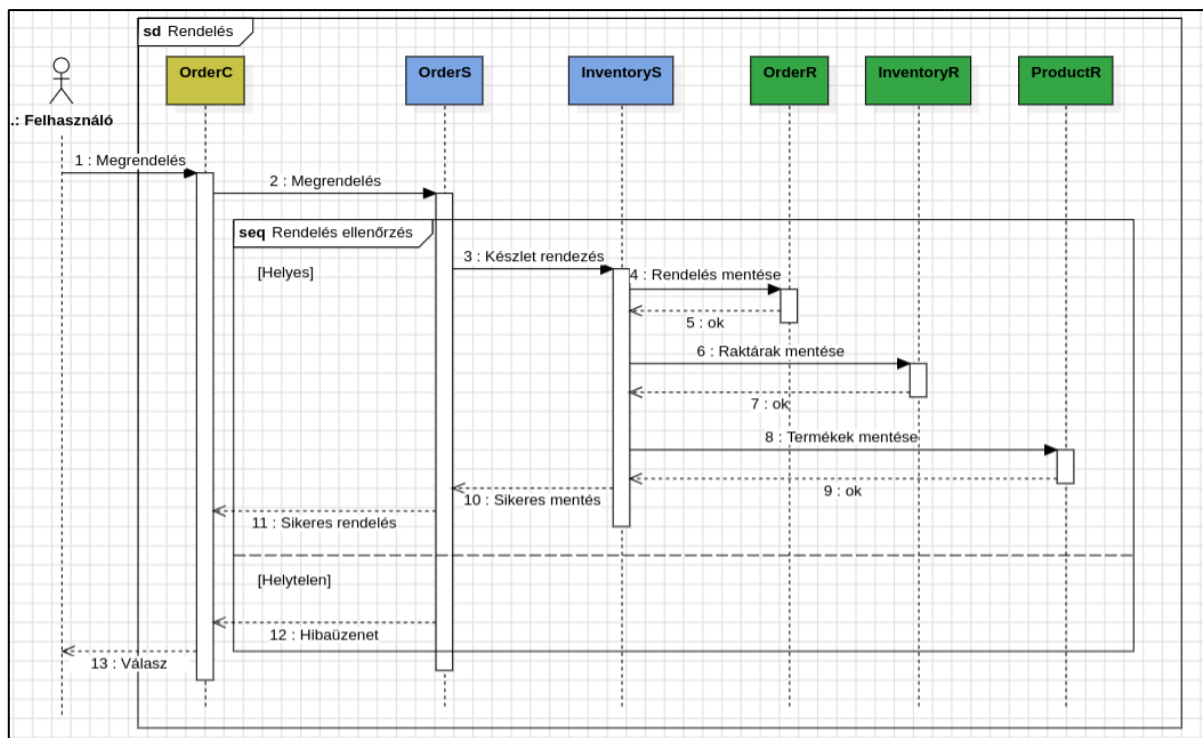 sd Rendelés
OrderC
OrderS
InventoryS
OrderR
InventoryR
ProductR
.: Felhasználó
1 : Megrendelés
2 : Megrendelés
seq Rendelés ellenőrzés
3 : Készlet rendezés
[Helyes]
4 : Rendelés mentése
5 : ok
6 : Raktárak mentése
7 : ok
8 : Termékek mentése
9 : ok
10 : Sikeres mentés
11 : Sikeres rendelés
[Helytelen]
12 : Hibaüzenet
13 : Válasz